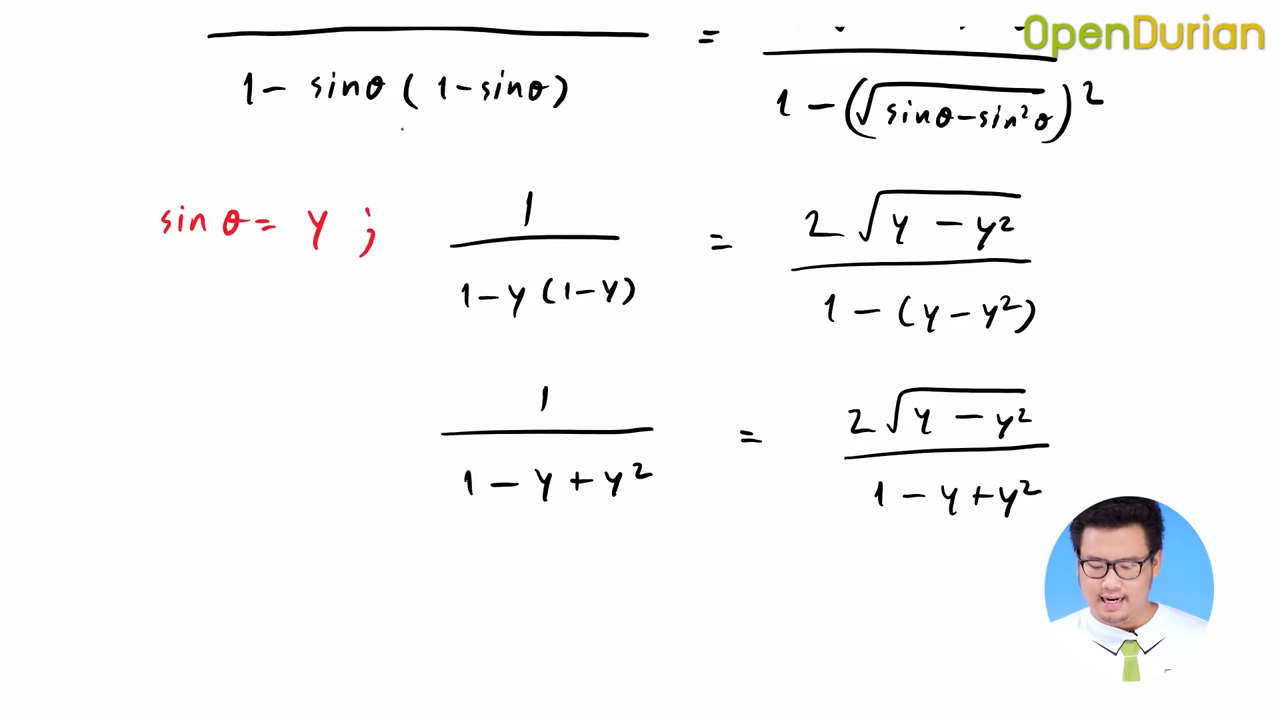 OpenDurian
=
1 - sinθ ( 1 - sinθ)
1 - (√(sinθ - sin²θ))²
sin θ = y ;
1 / (1 - y (1 - y)) = 2√(y - y²) / (1 - (y - y²))
1 / (1 - y + y²) = 2√(y - y²) / (1 - y + y²)